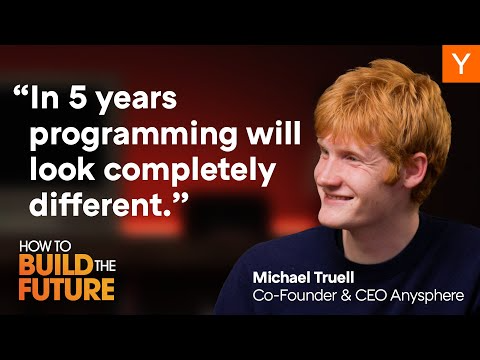 “In 5 years
programming will
look completely
different.”
HOW TO
BUILD THE
FUTURE
Michael Truell
Co-Founder & CEO Anysphere
Y